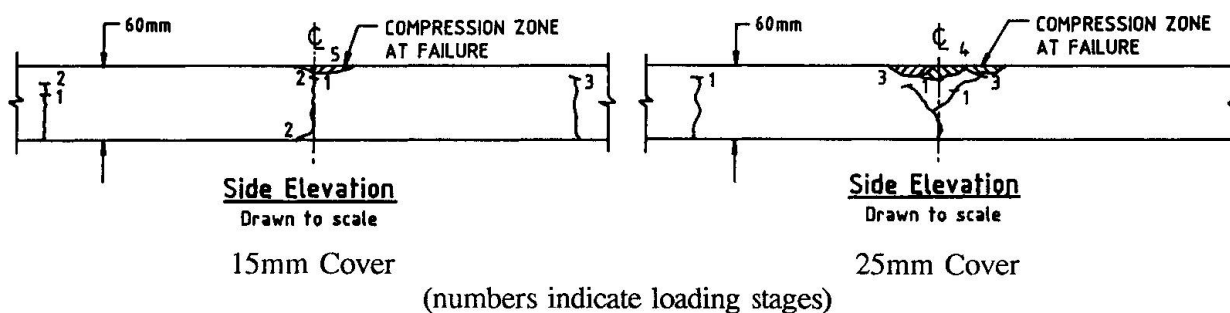 60mm
℄
COMPRESSION ZONE
AT FAILURE
5
2
1
2
1
2
3
Side Elevation
Drawn to scale
15mm Cover
60mm
℄
COMPRESSION ZONE
AT FAILURE
4
3
1
1
3
1
Side Elevation
Drawn to scale
25mm Cover
(numbers indicate loading stages)